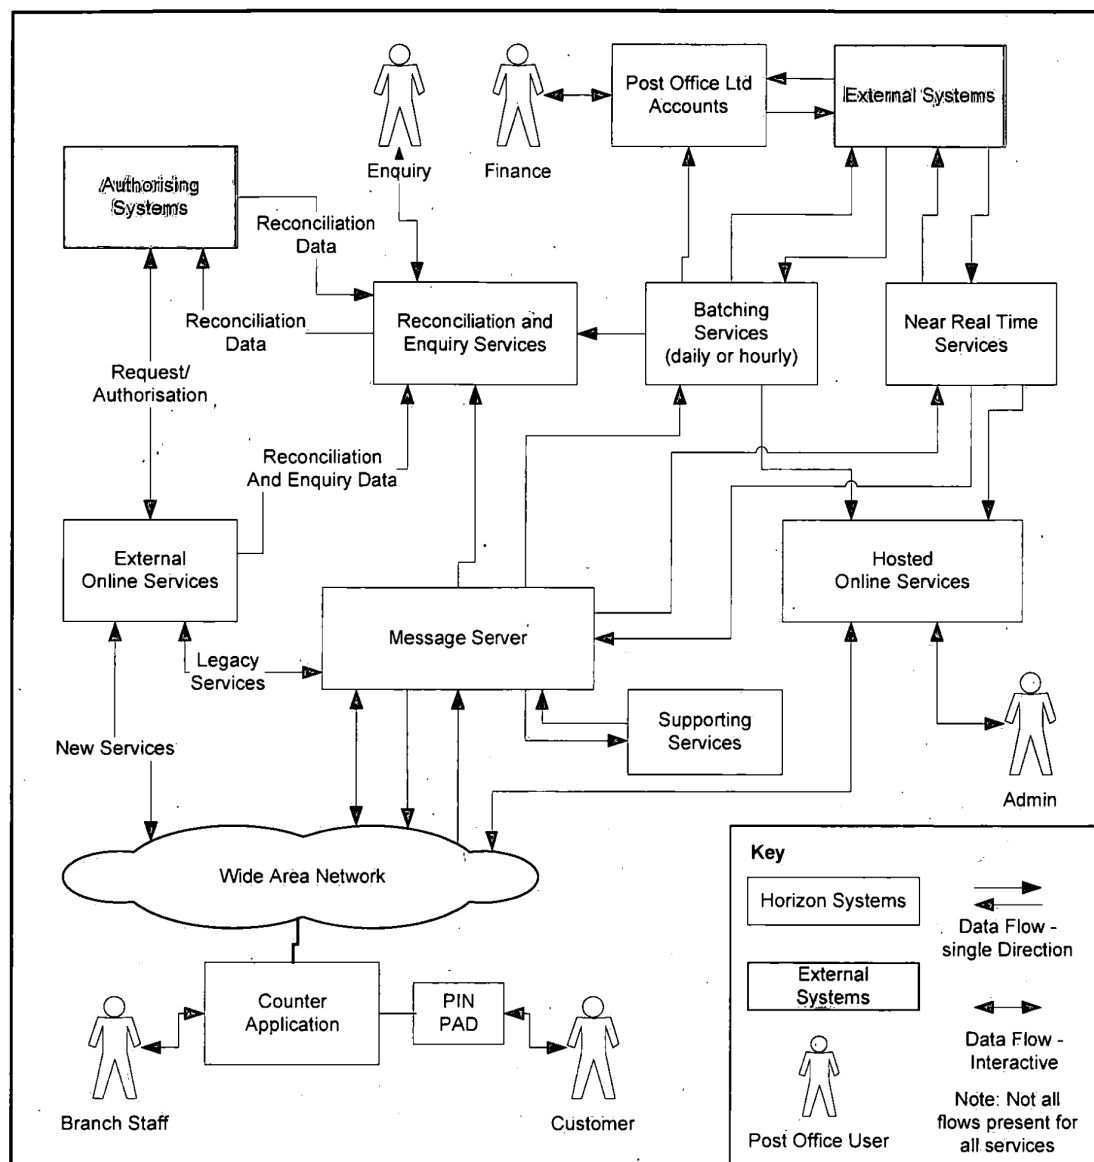 Post Office Ltd
Accounts
External Systems
Enquiry
Finance
Authorising
Systems
Reconciliation
Data
Reconciliation
Data
Reconciliation and
Enquiry Services
Batching
Services
(daily or hourly)
Near Real Time
Services
Request/
Authorisation
Reconciliation
And Enquiry Data
External
Online Services
Hosted
Online Services
Message Server
Legacy
Services
Supporting
Services
New Services
Admin
Wide Area Network
Counter
Application
PIN
PAD
Branch Staff
Customer
Key
Horizon Systems
Data Flow -
single Direction
External
Systems
Data Flow -
Interactive
Post Office User
Note: Not all
flows present for
all services